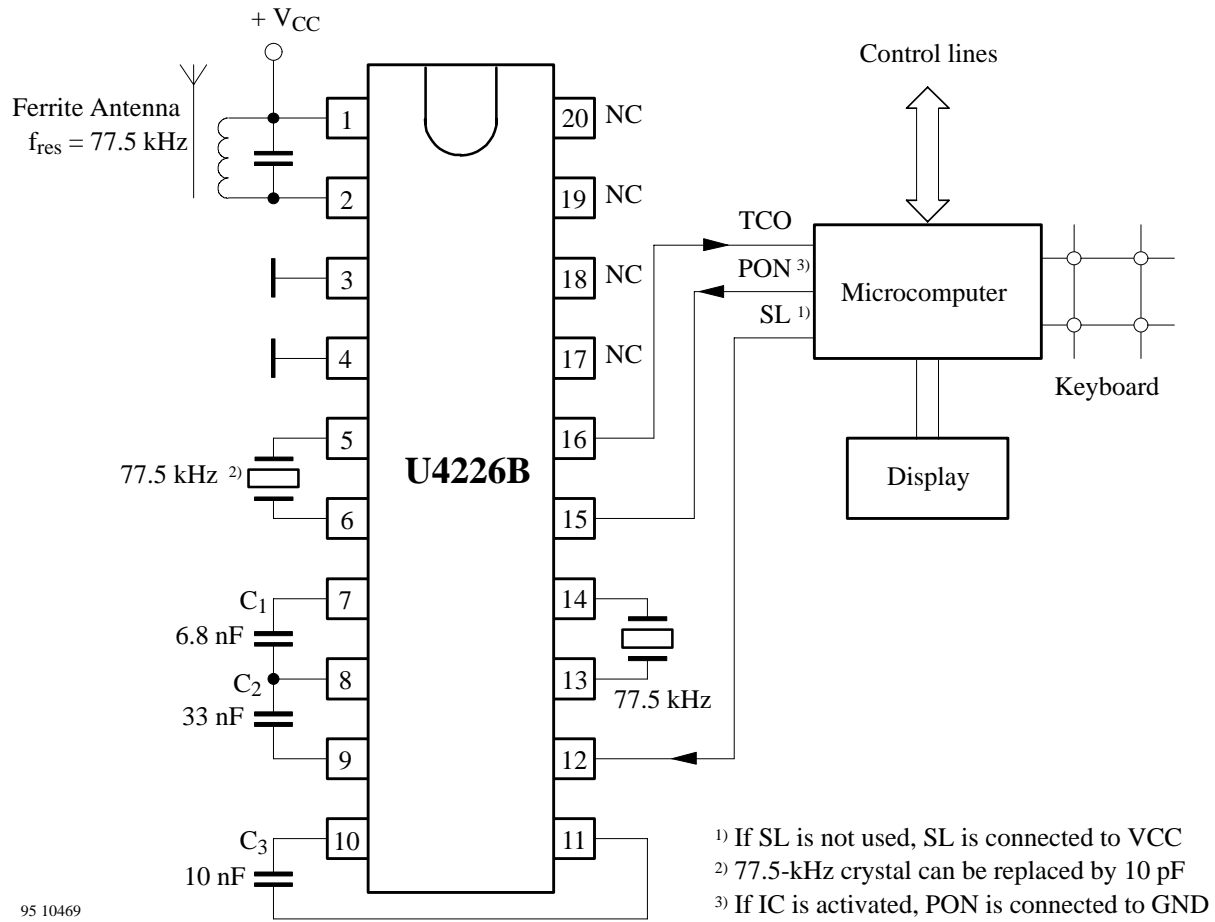 + VCC
Control lines
Ferrite Antenna
fres = 77.5 kHz
1
20 NC
2
19 NC
TCO
PON 3)
SL 1)
Microcomputer
3
18 NC
4
17 NC
Keyboard
5
16
77.5 kHz 2)
U4226B
Display
6
15
C1
7
14
6.8 nF
C2
8
13
77.5 kHz
33 nF
9
12
C3
10
11
10 nF
1) If SL is not used, SL is connected to VCC
2) 77.5-kHz crystal can be replaced by 10 pF
3) If IC is activated, PON is connected to GND
95 10469